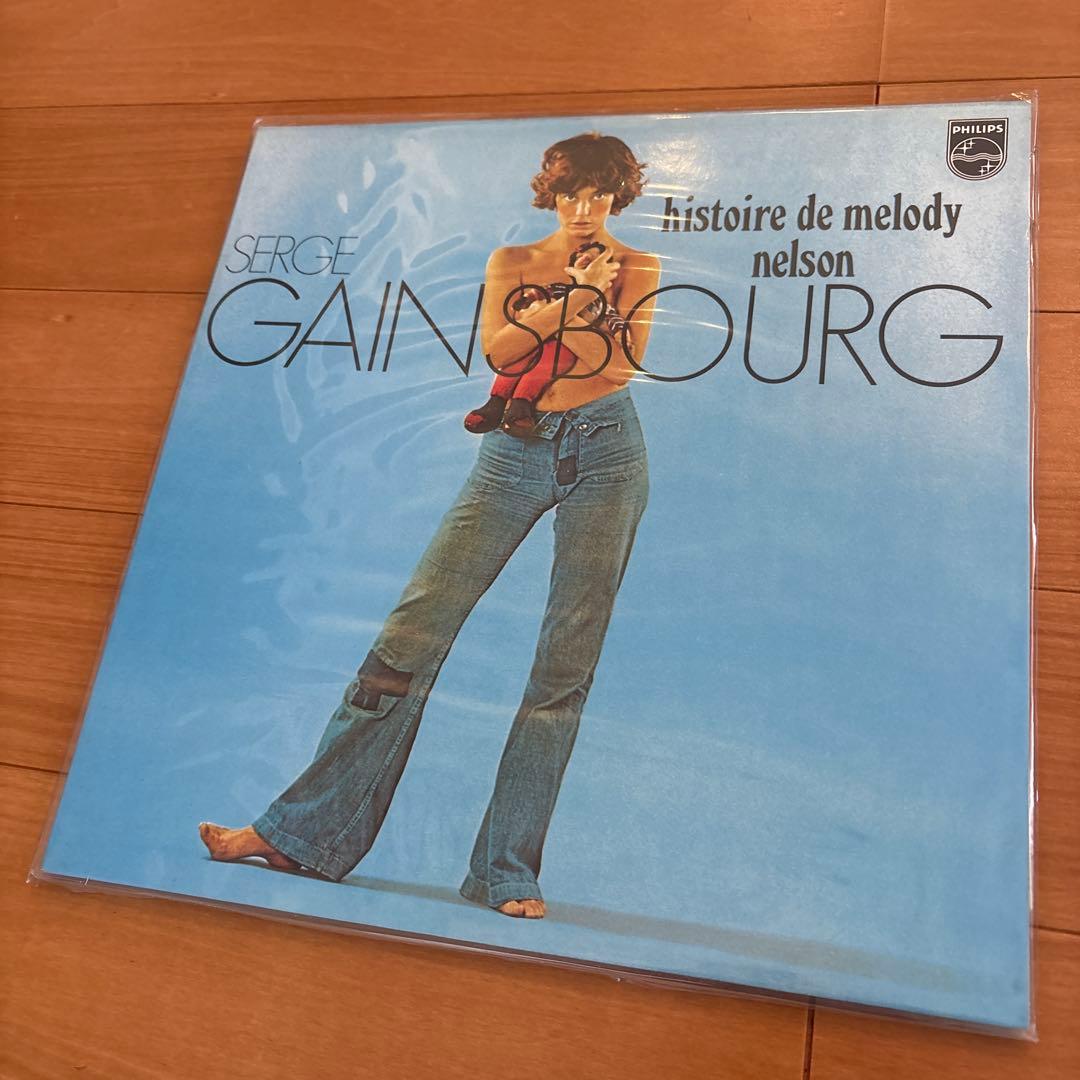 PHILIPS
histoire de melody
nelson
SERGE
GAINSBOURG